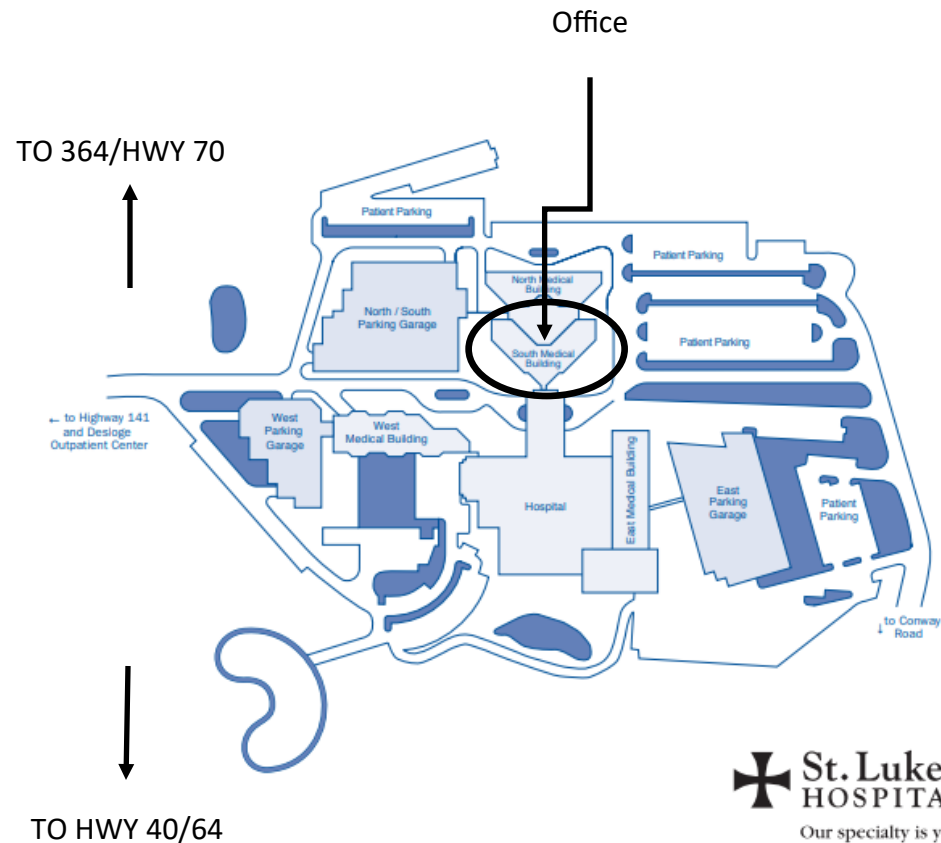 Office
TO 364/HWY 70
Patient Parking
North Medical
Building
Patient Parking
North / South
Parking Garage
South Medical
Building
Patient Parking
← to Highway 141
and Desloge
Outpatient Center
West
Parking
Garage
West
Medical Building
Hospital
East Medical Building
East
Parking
Garage
Patient
Parking
↓ to Conway
Road
TO HWY 40/64
St. Luke
HOSPITA
Our specialty is y